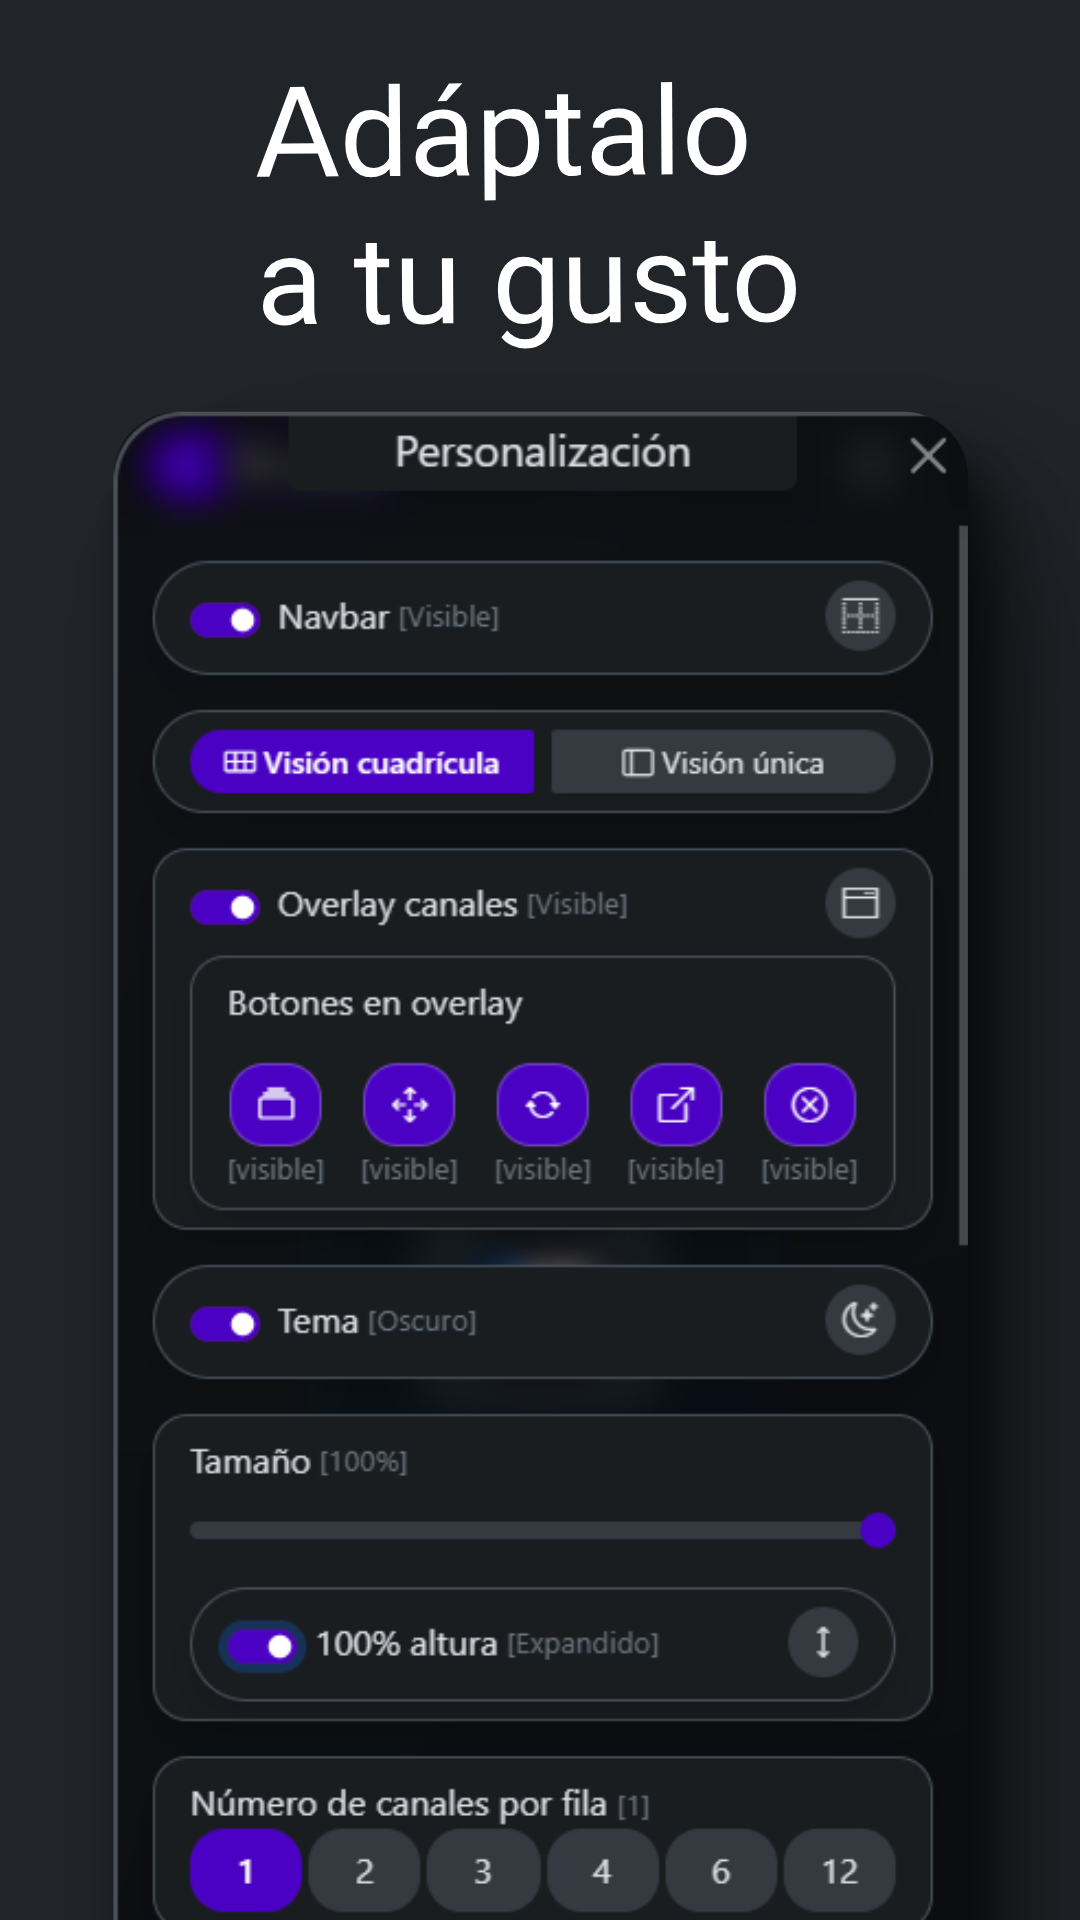 Adáptalo
a tu gusto
Personalización
Navbar [Visible]
Visión cuadrícula
Visión única
Overlay canales [Visible]
Botones en overlay
[visible] [visible] [visible] [visible] [visible]
Tema [Oscuro]
Tamaño [100%]
100% altura [Expandido]
Número de canales por fila [1]
1 2 3 4 6 12